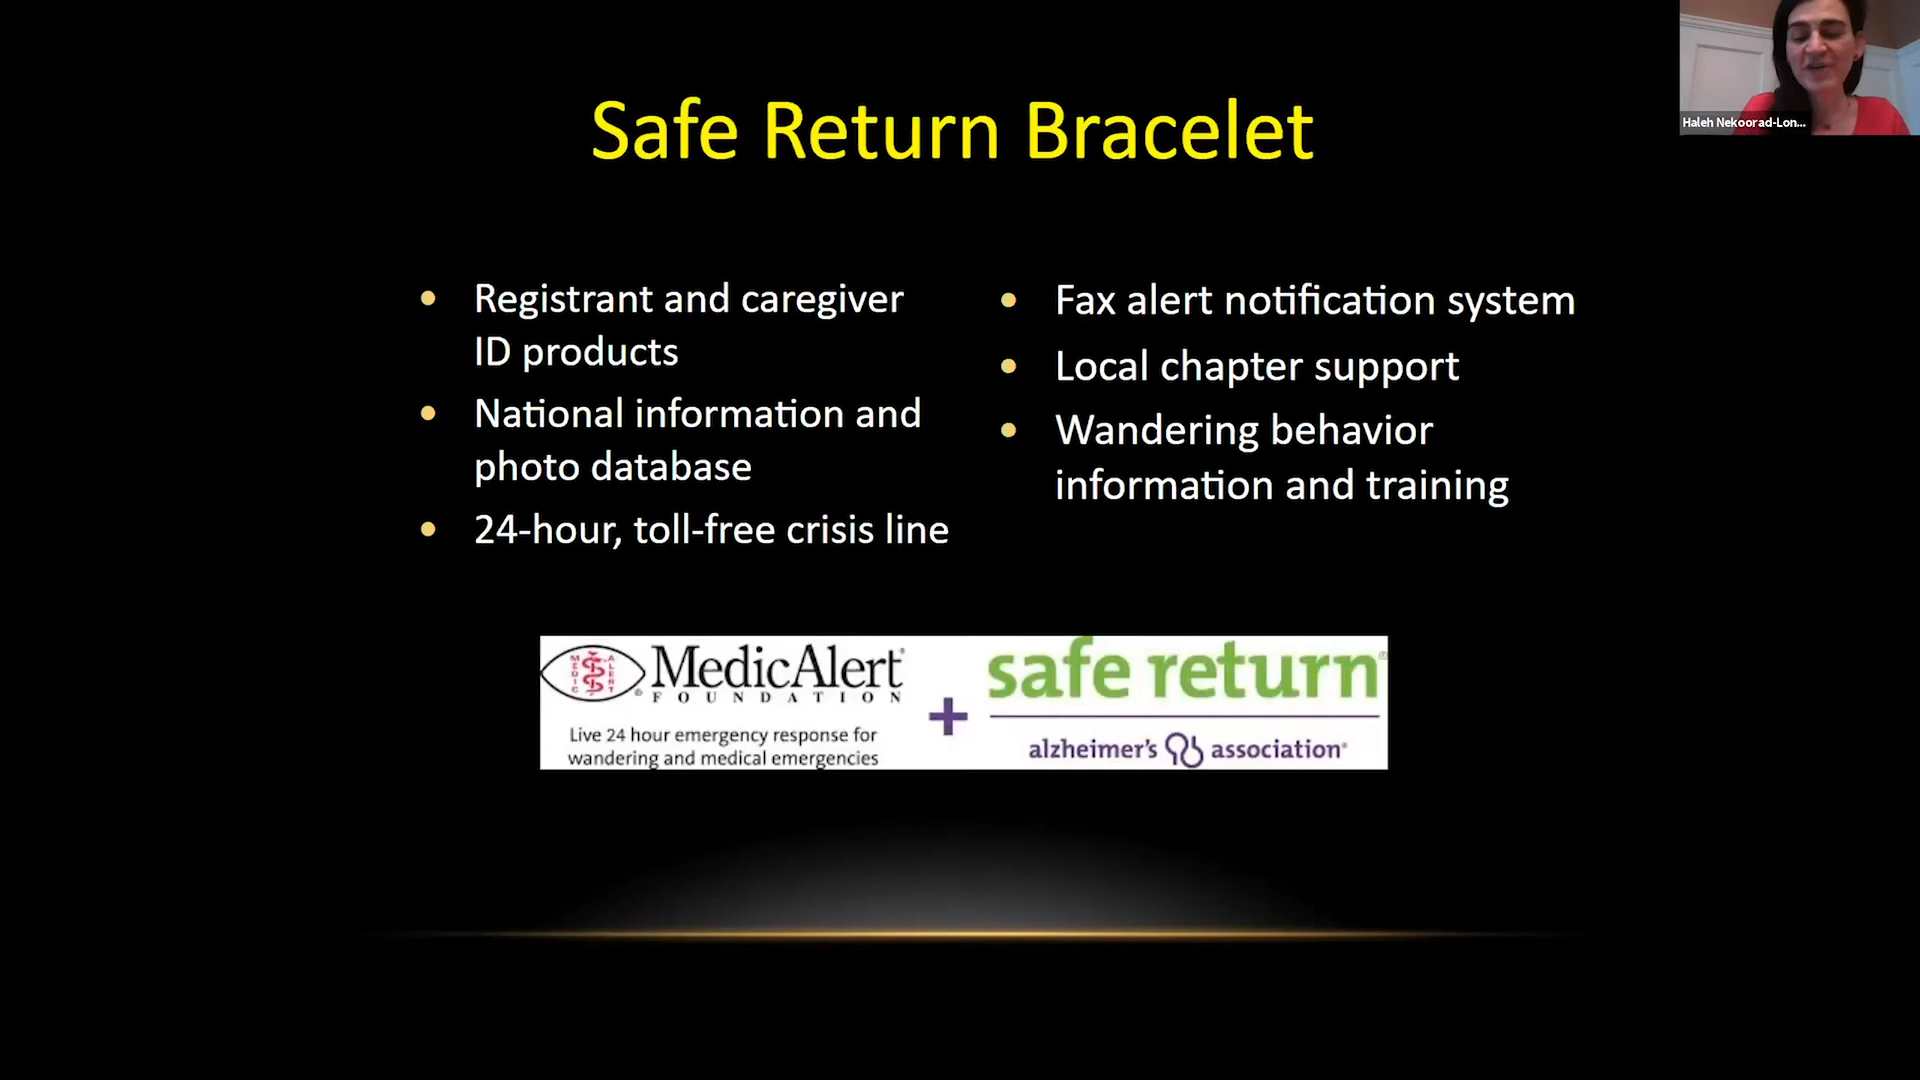 Safe Return Bracelet
Haleh Nekoorad-Lon...
• Registrant and caregiver
ID products
• National information and
photo database
• 24-hour, toll-free crisis line
• Fax alert notification system
• Local chapter support
• Wandering behavior
information and training
MEDIC ALERT
MedicAlert®
FOUNDATION
Live 24 hour emergency response for
wandering and medical emergencies
+
safe return®
alzheimer's association®